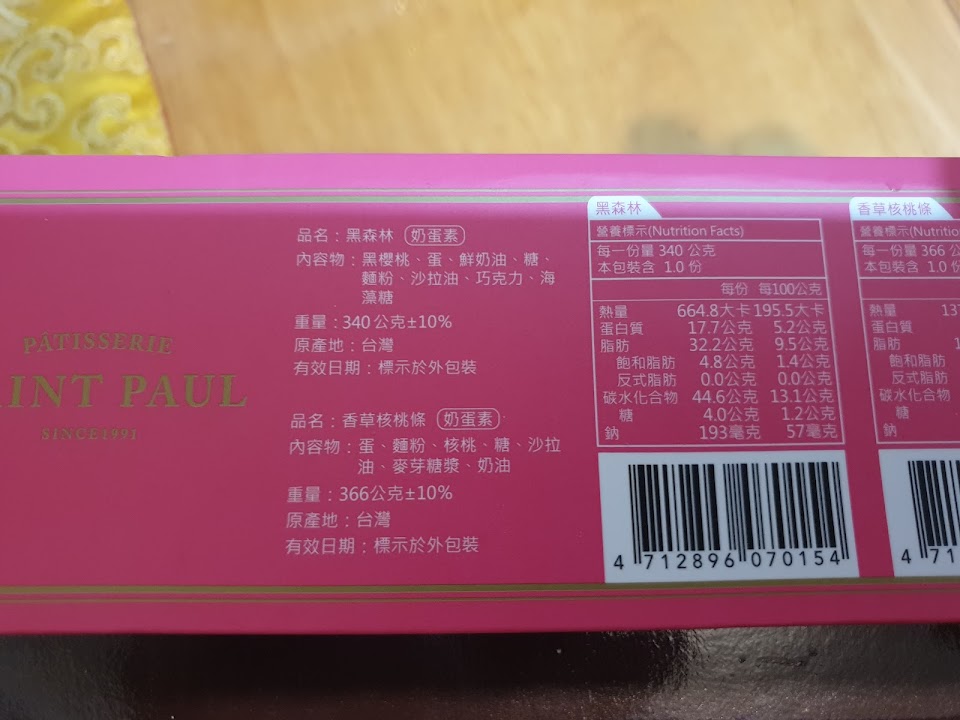 PÂTISSERIE
INT PAUL
SINCE1991
品名：黑森林 奶蛋素
內容物：黑櫻桃、蛋、鮮奶油、糖、
麵粉、沙拉油、巧克力、海
藻糖
重量：340公克±10%
原產地：台灣
有效日期：標示於外包裝
品名：香草核桃條 奶蛋素
內容物：蛋、麵粉、核桃、糖、沙拉
油、麥芽糖漿、奶油
重量：366公克±10%
原產地：台灣
有效日期：標示於外包裝
黑森林
營養標示(Nutrition Facts)
每一份量 340 公克
本包裝含 1.0 份
每份 每100公克
熱量 664.8大卡 195.5大卡
蛋白質 17.7公克 5.2公克
脂肪 32.2公克 9.5公克
飽和脂肪 4.8公克 1.4公克
反式脂肪 0.0公克 0.0公克
碳水化合物 44.6公克 13.1公克
糖 4.0公克 1.2公克
鈉 193毫克 57毫克
4 712896 070154
香草核桃條
營養標示(Nutritio
每一份量 366 公
本包裝含 1.0 份
熱量 13
蛋白質
脂肪 1
飽和脂肪
反式脂肪
碳水化合物
糖
鈉
4 71